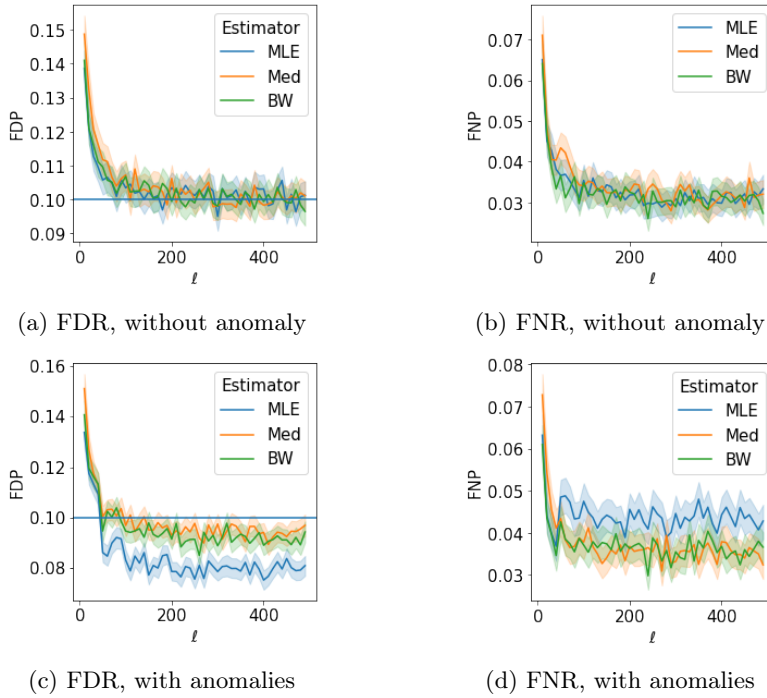 0.15
0.14
0.13
0.12
0.11
0.10
0.09
FDP
0
200
400
ℓ
Estimator
MLE
Med
BW
(a) FDR, without anomaly
0.07
0.06
0.05
0.04
0.03
FNP
0
200
400
ℓ
Estimator
MLE
Med
BW
(b) FNR, without anomaly
0.16
0.14
0.12
0.10
0.08
FDP
0
200
400
ℓ
Estimator
MLE
Med
BW
(c) FDR, with anomalies
0.08
0.07
0.06
0.05
0.04
0.03
FNP
0
200
400
ℓ
Estimator
MLE
Med
BW
(d) FNR, with anomalies